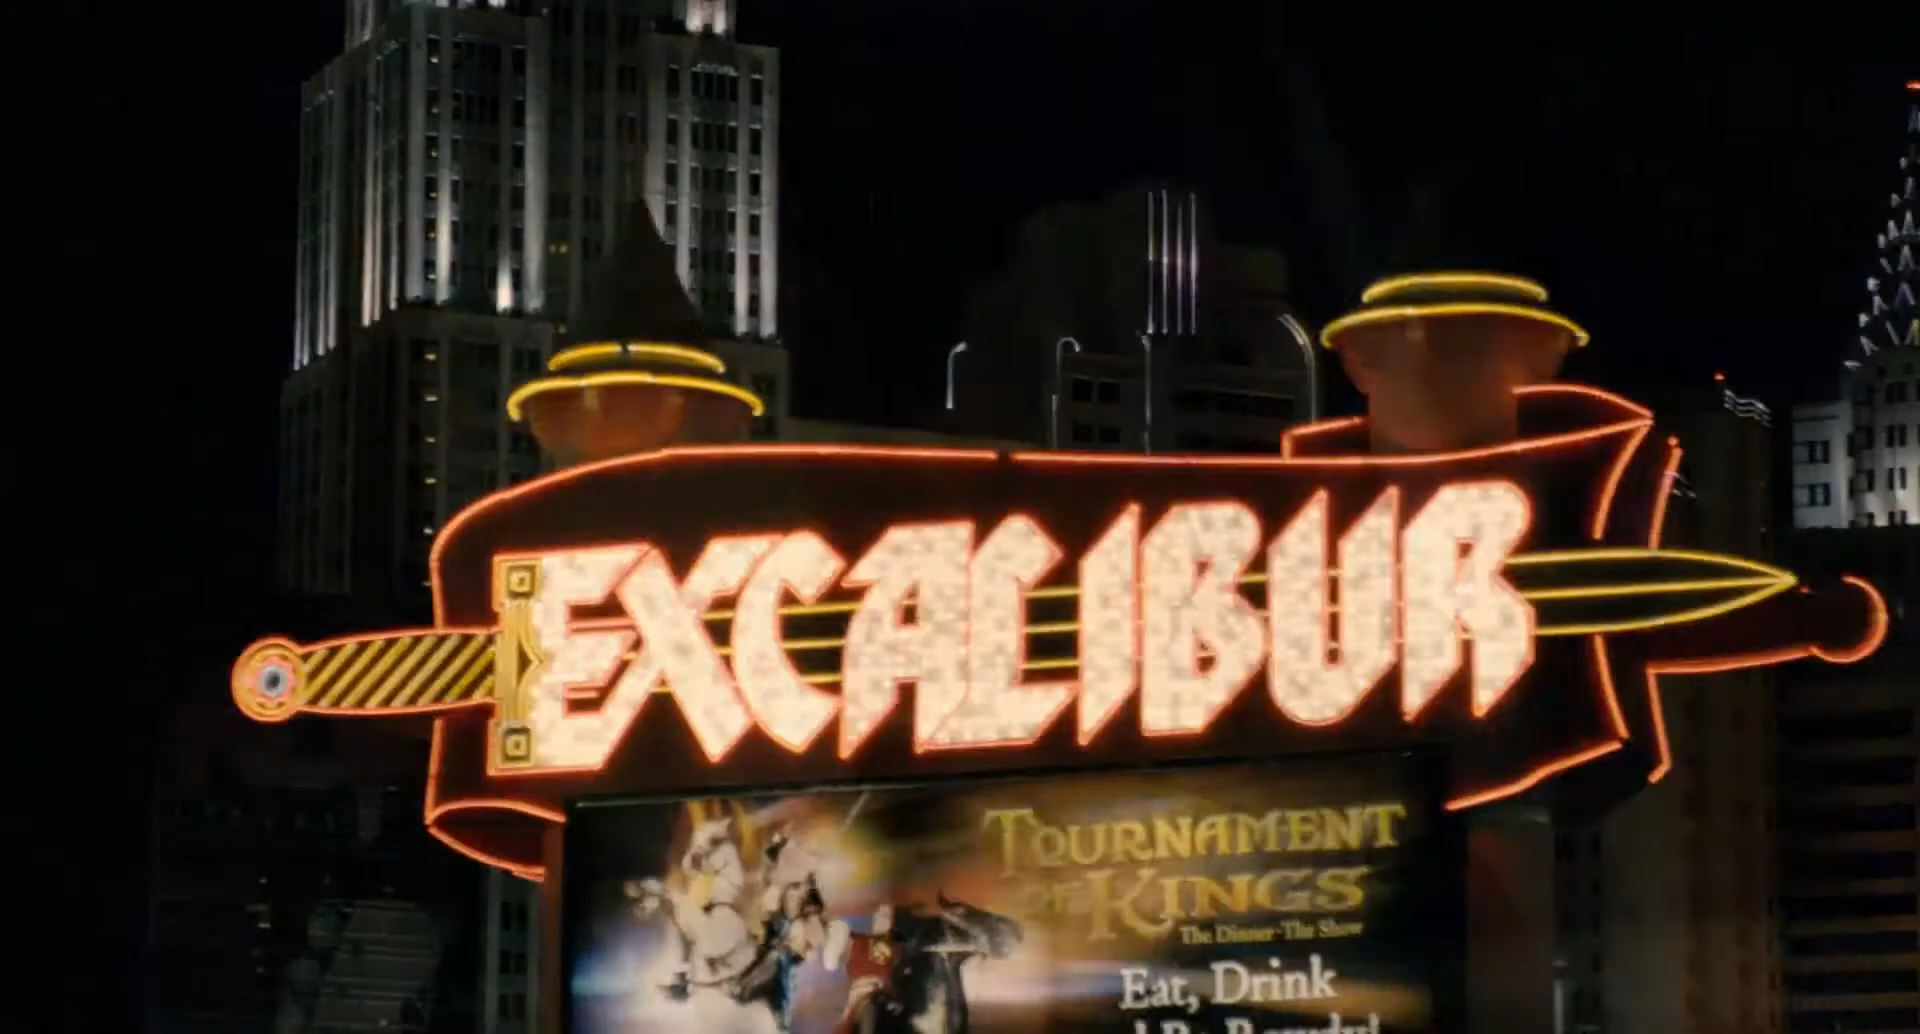 EXCALIBUR
TOURNAMENT
OF KINGS
The Dinner · The Show
Eat, Drink